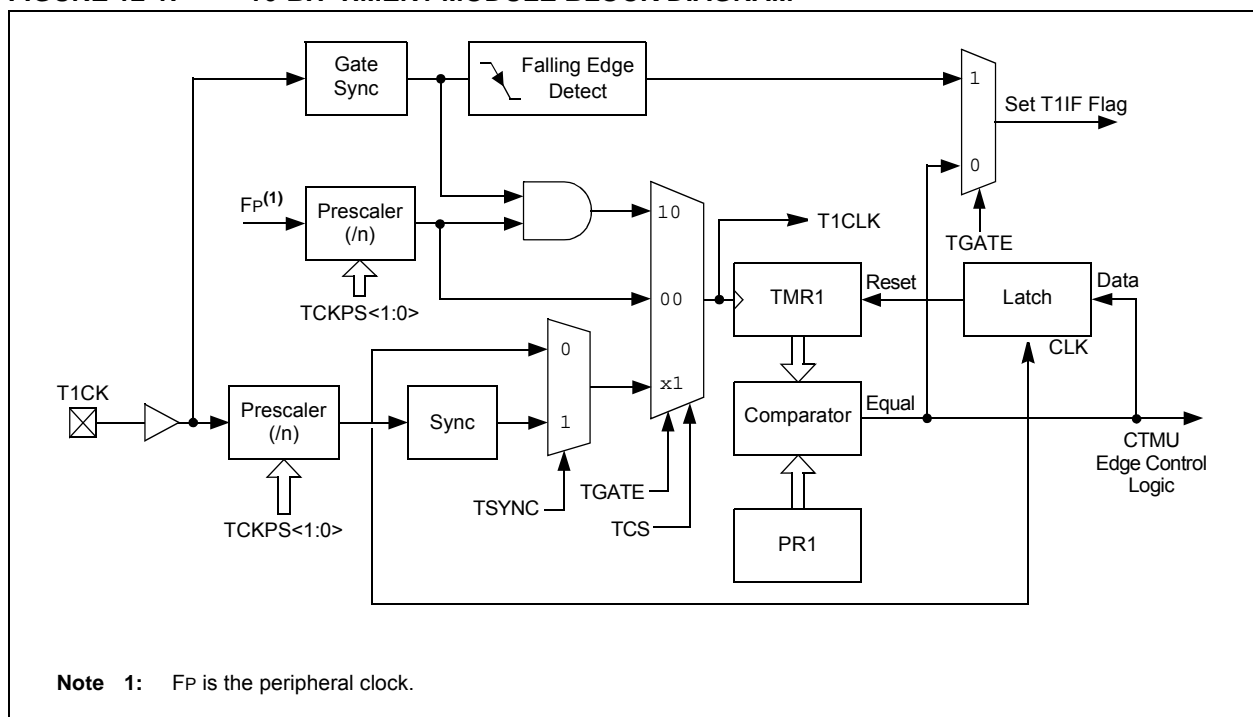 Gate
Sync
Falling Edge
Detect
1
0
Set T1IF Flag
TGATE
FP(1)
Prescaler
(/n)
TCKPS<1:0>
10
00
x1
T1CLK
TMR1
Reset
Latch
Data
CLK
0
1
T1CK
Prescaler
(/n)
TCKPS<1:0>
Sync
TSYNC
TGATE
TCS
Comparator
Equal
PR1
CTMU
Edge Control
Logic
Note 1: FP is the peripheral clock.